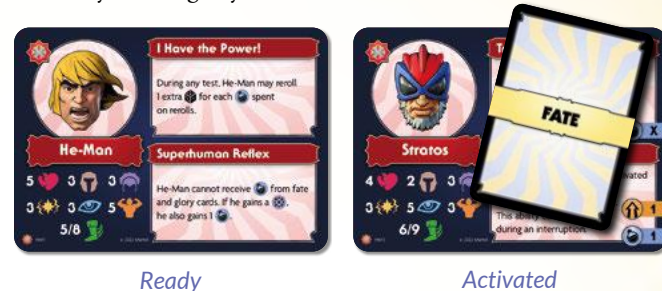 I Have the Power!
During any test, He-Man may reroll
1 extra for each spent
on rerolls.
He-Man
Superhuman Reflex
He-Man cannot receive from fate
and glory cards. If he gains a ,
he also gains 1 .
5 3 3
3 3 5
5/8
Ready
FATE
X
Stratos
4 2 3
3 5
6/9
This
during an interruption.
1
1
Activated